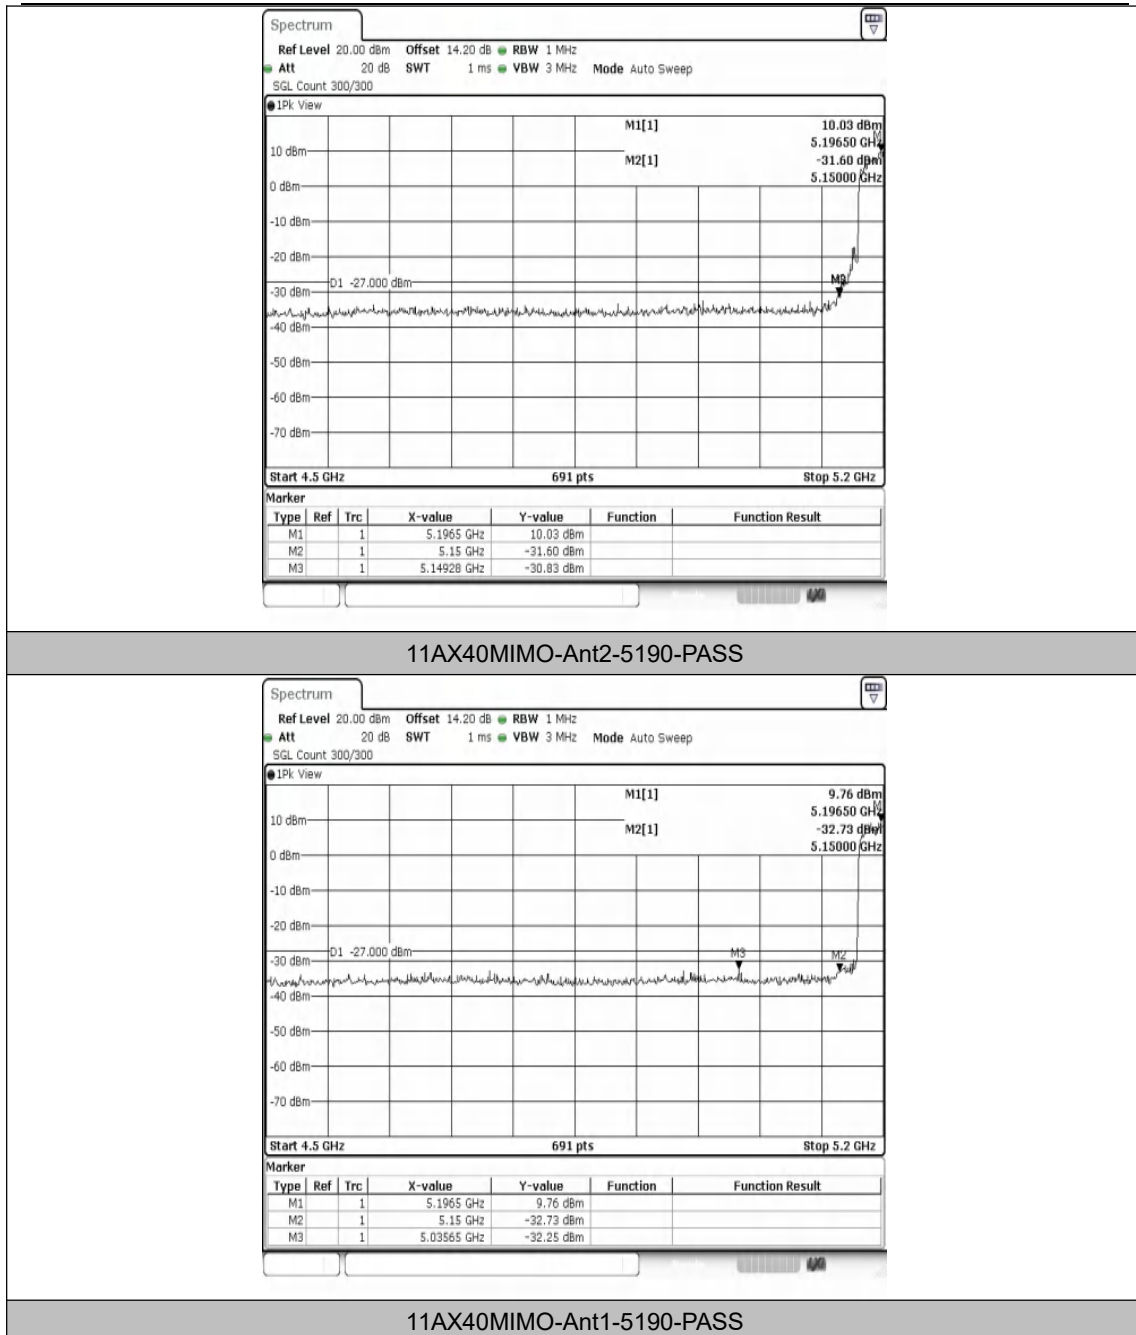 Spectrum
Ref Level 20.00 dBm Offset 14.20 dB RBW 1 MHz
Att 20 dB SWT 1 ms VBW 3 MHz Mode Auto Sweep
SGL Count 300/300
1Pk View
M1[1] 10.03 dBm
5.19650 GHz
M2[1] -31.60 dBm
5.15000 GHz
10 dBm
0 dBm
-10 dBm
-20 dBm
D1 -27.000 dBm
-30 dBm
-40 dBm
-50 dBm
-60 dBm
-70 dBm
Start 4.5 GHz 691 pts Stop 5.2 GHz
Marker
Type Ref Trc X-value Y-value Function Function Result
M1 1 5.1965 GHz 10.03 dBm
M2 1 5.15 GHz -31.60 dBm
M3 1 5.14928 GHz -30.83 dBm
11AX40MIMO-Ant2-5190-PASS
Spectrum
Ref Level 20.00 dBm Offset 14.20 dB RBW 1 MHz
Att 20 dB SWT 1 ms VBW 3 MHz Mode Auto Sweep
SGL Count 300/300
1Pk View
M1[1] 9.76 dBm
5.19650 GHz
M2[1] -32.73 dBm
5.15000 GHz
10 dBm
0 dBm
-10 dBm
-20 dBm
D1 -27.000 dBm
M3 M2
-30 dBm
-40 dBm
-50 dBm
-60 dBm
-70 dBm
Start 4.5 GHz 691 pts Stop 5.2 GHz
Marker
Type Ref Trc X-value Y-value Function Function Result
M1 1 5.1965 GHz 9.76 dBm
M2 1 5.15 GHz -32.73 dBm
M3 1 5.03565 GHz -32.25 dBm
11AX40MIMO-Ant1-5190-PASS